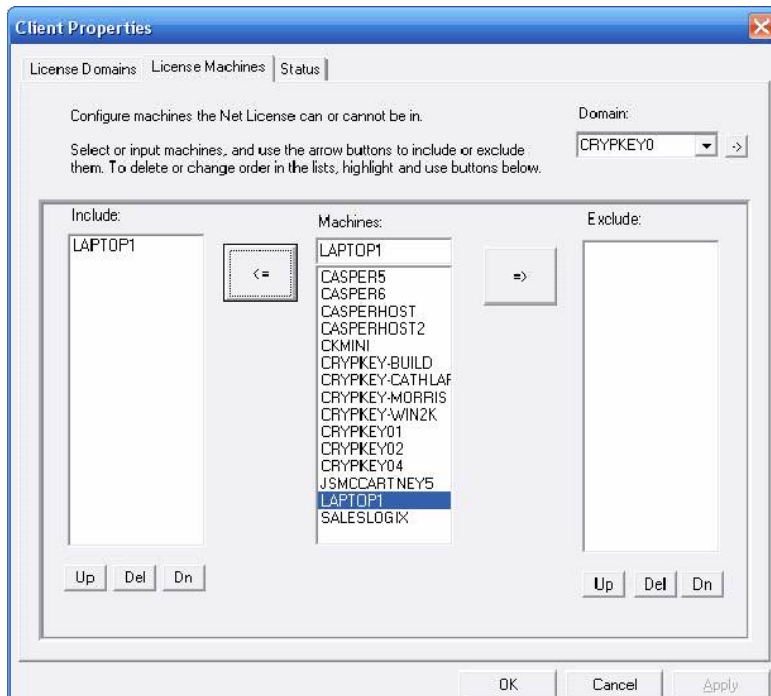 Client Properties
License Domains
License Machines
Status
Configure machines the Net License can or cannot be in.
Select or input machines, and use the arrow buttons to include or exclude
them. To delete or change order in the lists, highlight and use buttons below.
Domain:
CRYPKEY0
->
Include:
LAPTOP1
<=
Machines:
LAPTOP1
CASPER5
CASPER6
CASPERHOST
CASPERHOST2
CKMINI
CRYPKEY-BUILD
CRYPKEY-CATHLAF
CRYPKEY-MORRIS
CRYPKEY-WIN2K
CRYPKEY01
CRYPKEY02
CRYPKEY04
JSMCCARTNEY5
LAPTOP1
SALESLOGIX
=>
Exclude:
Up
Del
Dn
Up
Del
Dn
OK
Cancel
Apply